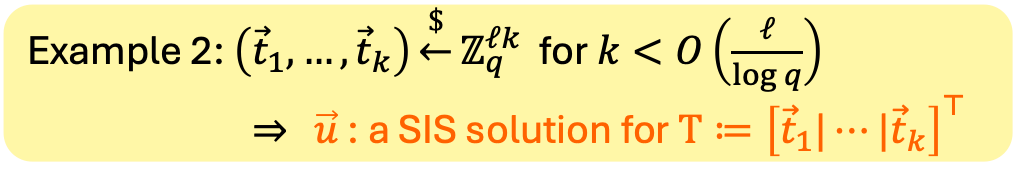 Example 2: (t⃗₁, …, t⃗ₖ) $← ℤ_q^{ℓk} for k < O(ℓ / log q)
⇒ u⃗ : a SIS solution for T ≔ [t⃗₁| ⋯ |t⃗ₖ]^⊤